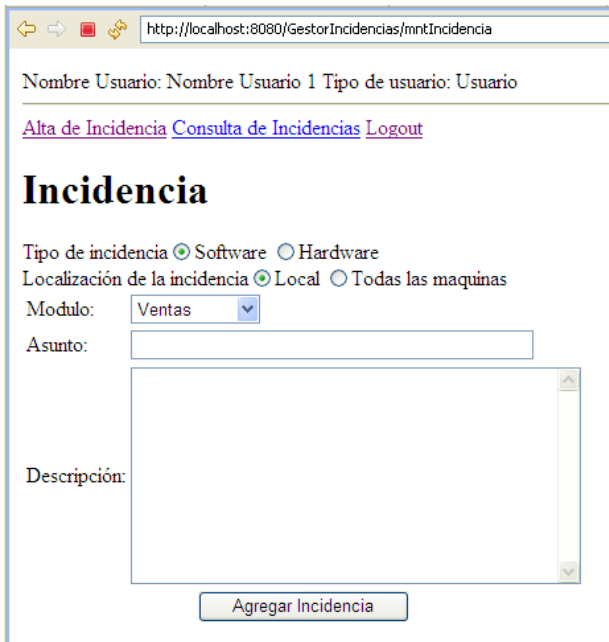 http://localhost:8080/GestorIncidencias/mntIncidencia
Nombre Usuario: Nombre Usuario 1 Tipo de usuario: Usuario
Alta de Incidencia Consulta de Incidencias Logout
Incidencia
Tipo de incidencia Software Hardware
Localización de la incidencia Local Todas las maquinas
Modulo: Ventas
Asunto:
Descripción:
Agregar Incidencia